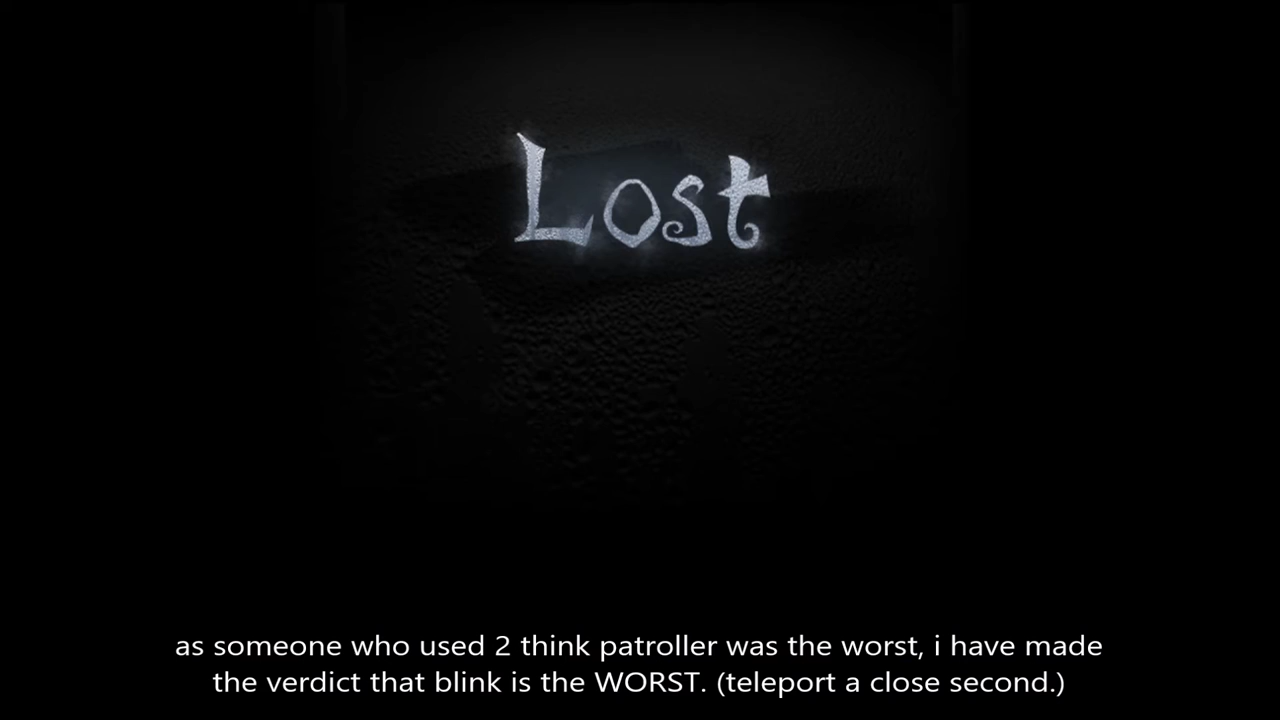 Lost
as someone who used 2 think patroller was the worst, i have made
the verdict that blink is the WORST. (teleport a close second.)